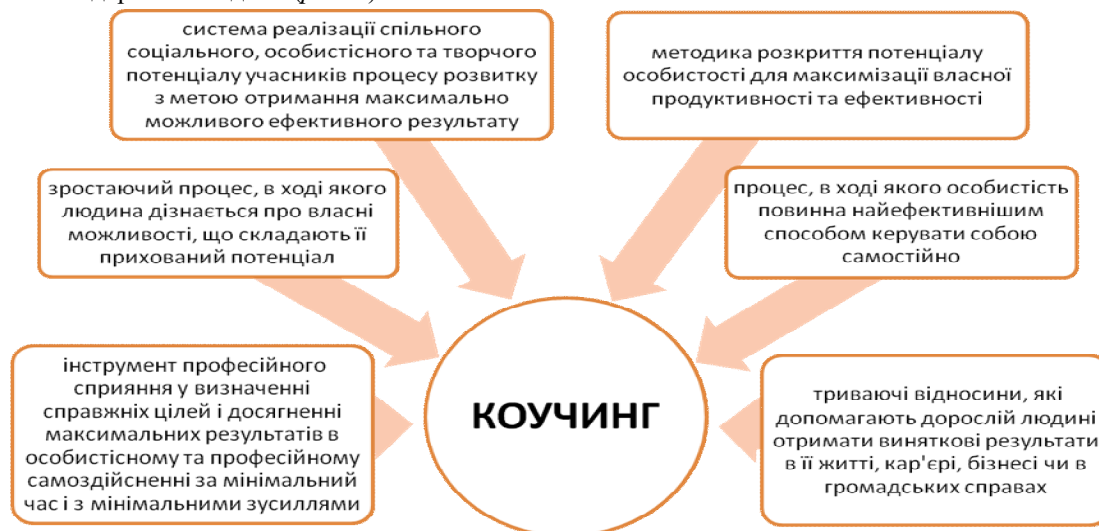 система реалізації спільного
соціального, особистісного та творчого
потенціалу учасників процесу розвитку
з метою отримання максимально
можливого ефективного результату
методика розкриття потенціалу
особистості для максимізації власної
продуктивності та ефективності
зростаючий процес, в ході якого
людина дізнається про власні
можливості, що складають її
прихований потенціал
процес, в ході якого особистість
повинна найефективнішим
способом керувати собою
самостійно
інструмент професійного
сприяння у визначенні
справжніх цілей і досягненні
максимальних результатів в
особистісному та професійному
самоздійсненні за мінімальний
час і з мінімальними зусиллями
КОУЧИНГ
триваючі відносини, які
допомагають дорослій людині
отримати виняткові результати
в її житті, кар'єрі, бізнесі чи в
громадських справах